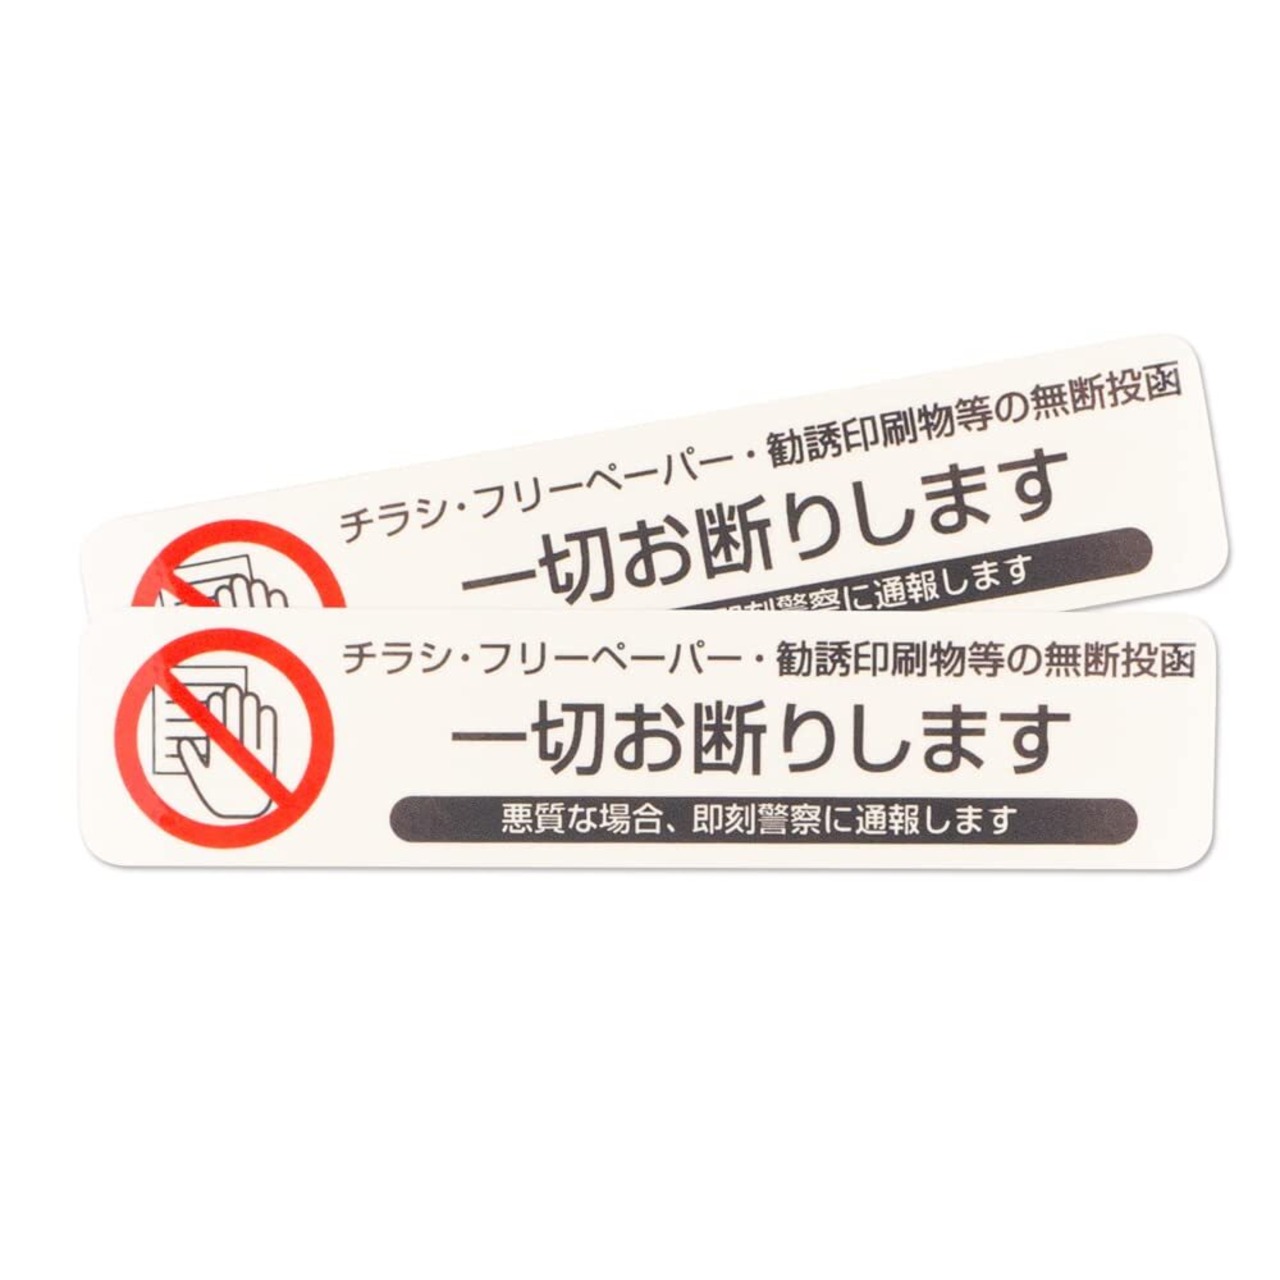 チラシ・フリーペーパー・勧誘印刷物等の無断投函
一切お断りします
即刻警察に通報します
チラシ・フリーペーパー・勧誘印刷物等の無断投函
一切お断りします
悪質な場合、即刻警察に通報します